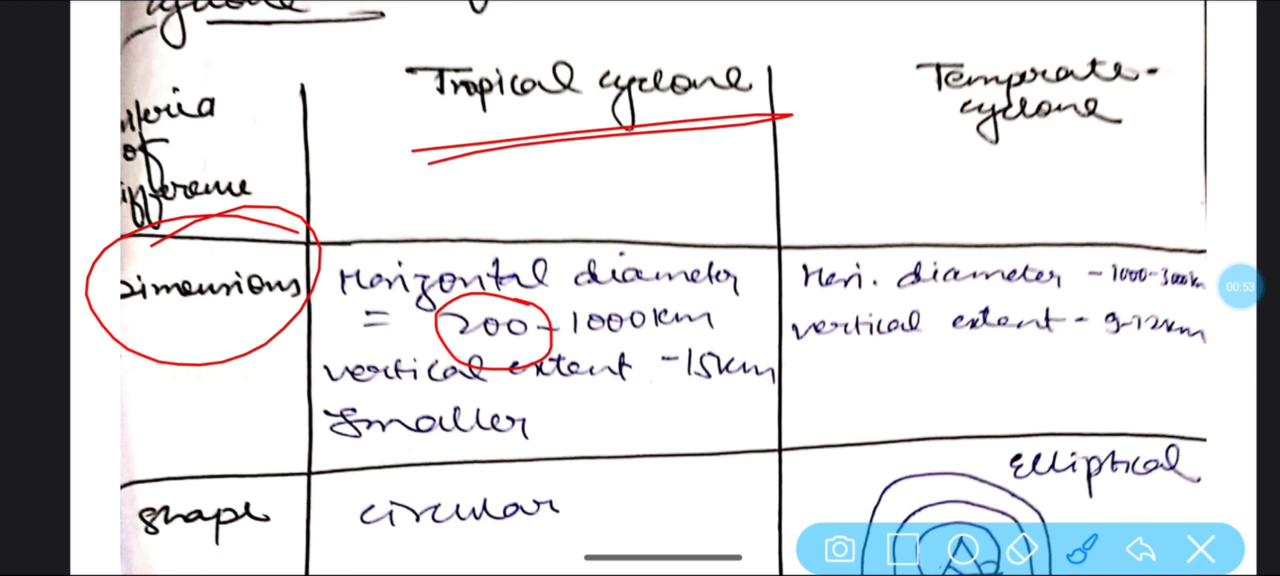 cyclone
Tropical cyclone
Temperate-
cyclone
of
Dimensions
Horizontal diameter
= 200-1000km
vertical extent -15km
Smaller
Hori. diameter -1000-
vertical extent - 9-12km
00:53
shape
circular
Elliptical